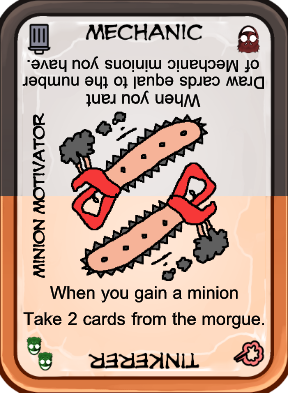 MECHANIC
of Mechanic minions you have.
Draw cards equal to the number
When you rant
MINION MOTIVATOR
When you gain a minion
Take 2 cards from the morgue.
TINKERER